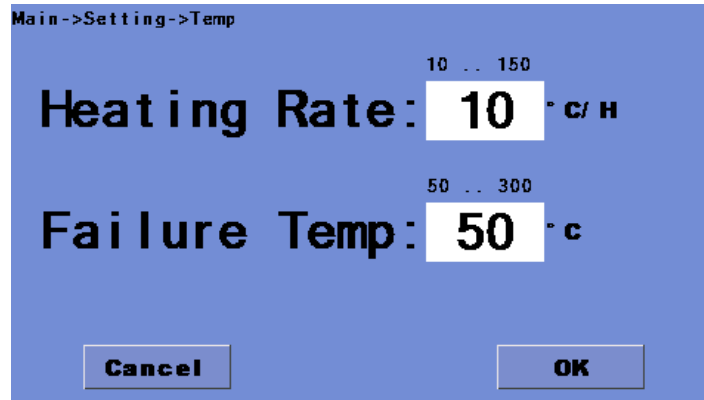 Main->Setting->Temp
10 .. 150
Heating Rate: 10 °C/H
50 .. 300
Failure Temp: 50 °C
Cancel OK